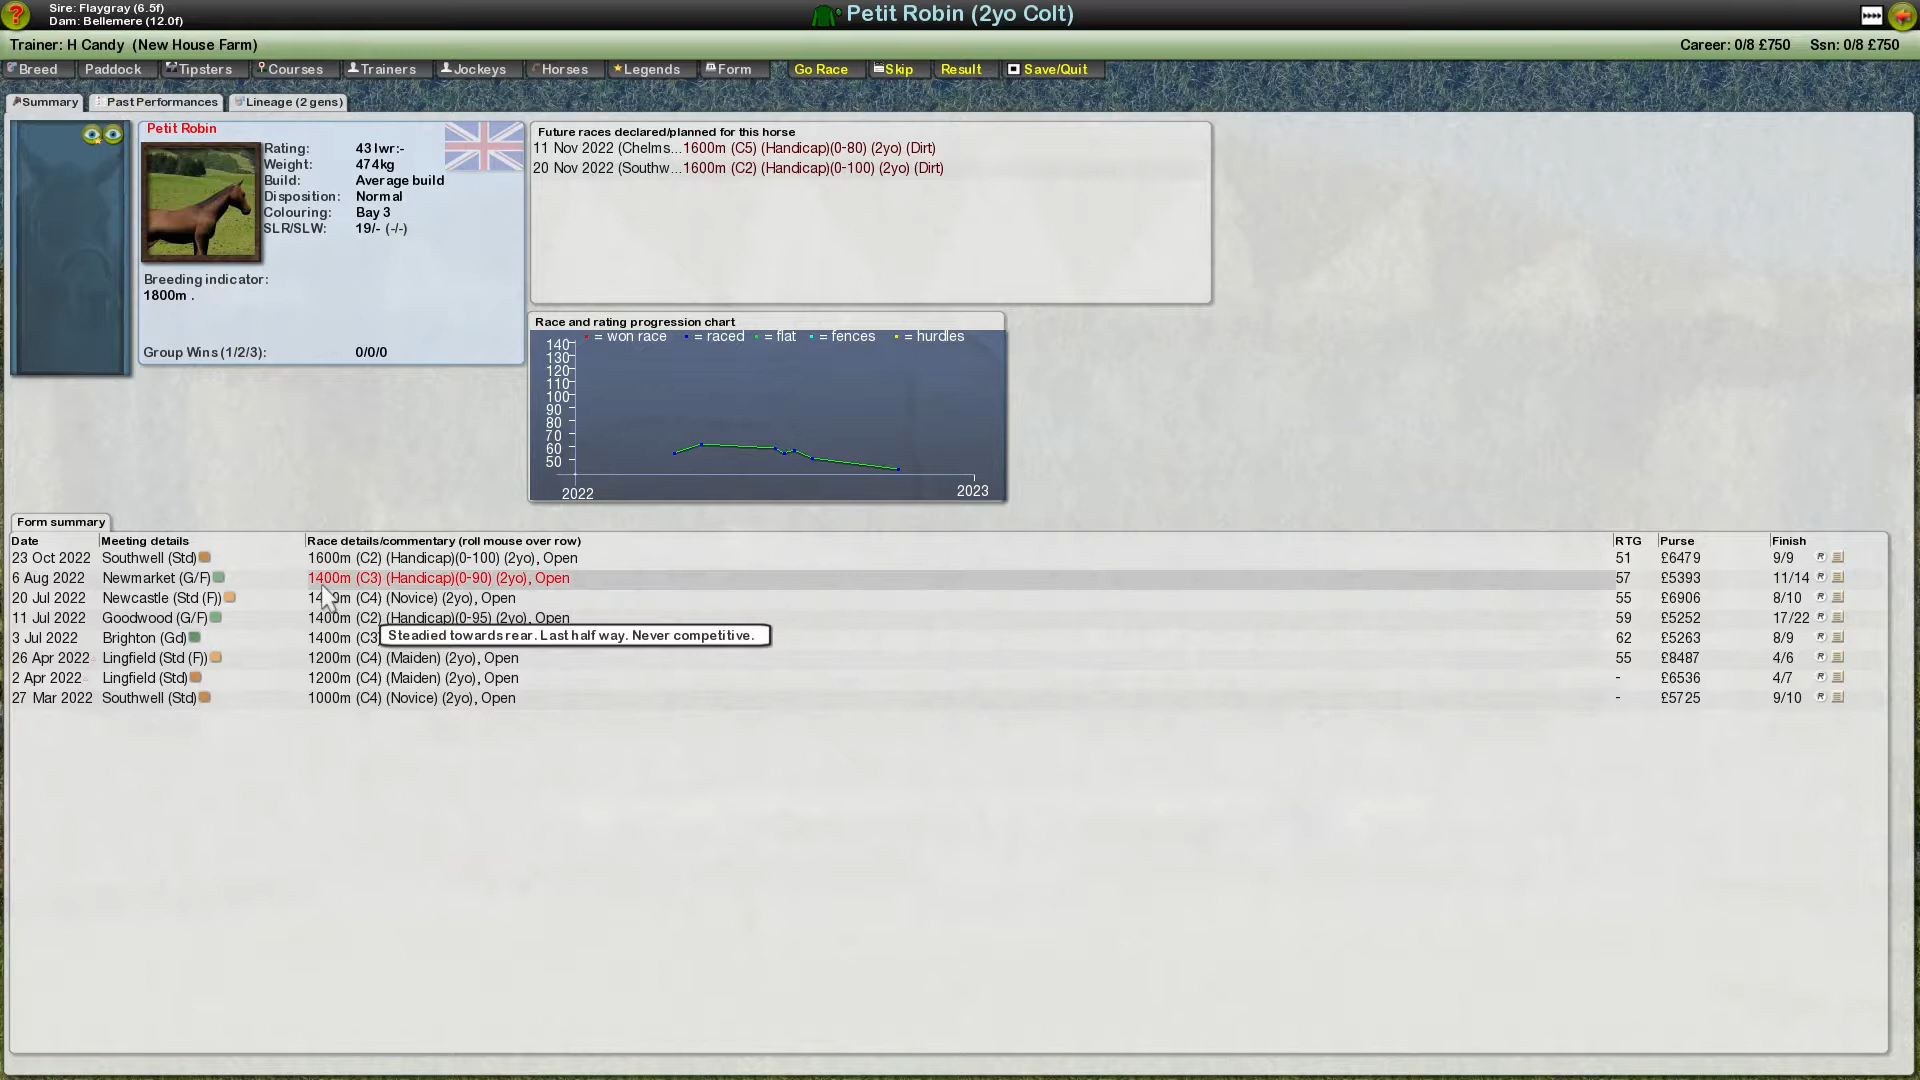 Sire: Flaygray (6.5f)
Dam: Bellemere (12.0f)
Petit Robin (2yo Colt)
Trainer: H Candy (New House Farm)
Career: 0/8 £750 Ssn: 0/8 £750
Breed Paddock Tipsters Courses Trainers Jockeys Horses Legends Form Go Race Skip Result Save/Quit
Summary Past Performances Lineage (2 gens)
Petit Robin
Rating: 43 lwr:-
Weight: 474kg
Build: Average build
Disposition: Normal
Colouring: Bay 3
SLR/SLW: 19/- (-/-)
Breeding indicator:
1800m .
Group Wins (1/2/3): 0/0/0
Future races declared/planned for this horse
11 Nov 2022 (Chelms...1600m (C5) (Handicap)(0-80) (2yo) (Dirt)
20 Nov 2022 (Southw...1600m (C2) (Handicap)(0-100) (2yo) (Dirt)
Race and rating progression chart
= won race = raced = flat = fences = hurdles
140
130
120
110
100
90
80
70
60
50
2022 2023
Form summary
Date Meeting details Race details/commentary (roll mouse over row) RTG Purse Finish
23 Oct 2022 Southwell (Std) 1600m (C2) (Handicap)(0-100) (2yo), Open 51 £6479 9/9 R
6 Aug 2022 Newmarket (G/F) 1400m (C3) (Handicap)(0-90) (2yo), Open 57 £5393 11/14 R
20 Jul 2022 Newcastle (Std (F)) 1400m (C4) (Novice) (2yo), Open 55 £6906 8/10 R
11 Jul 2022 Goodwood (G/F) 1400m (C2) (Handicap)(0-95) (2yo), Open 59 £5252 17/22 R
3 Jul 2022 Brighton (Gd) 1400m (C3) 62 £5263 8/9 R
Steadied towards rear. Last half way. Never competitive.
26 Apr 2022 Lingfield (Std (F)) 1200m (C4) (Maiden) (2yo), Open 55 £8487 4/6 R
2 Apr 2022 Lingfield (Std) 1200m (C4) (Maiden) (2yo), Open - £6536 4/7 R
27 Mar 2022 Southwell (Std) 1000m (C4) (Novice) (2yo), Open - £5725 9/10 R